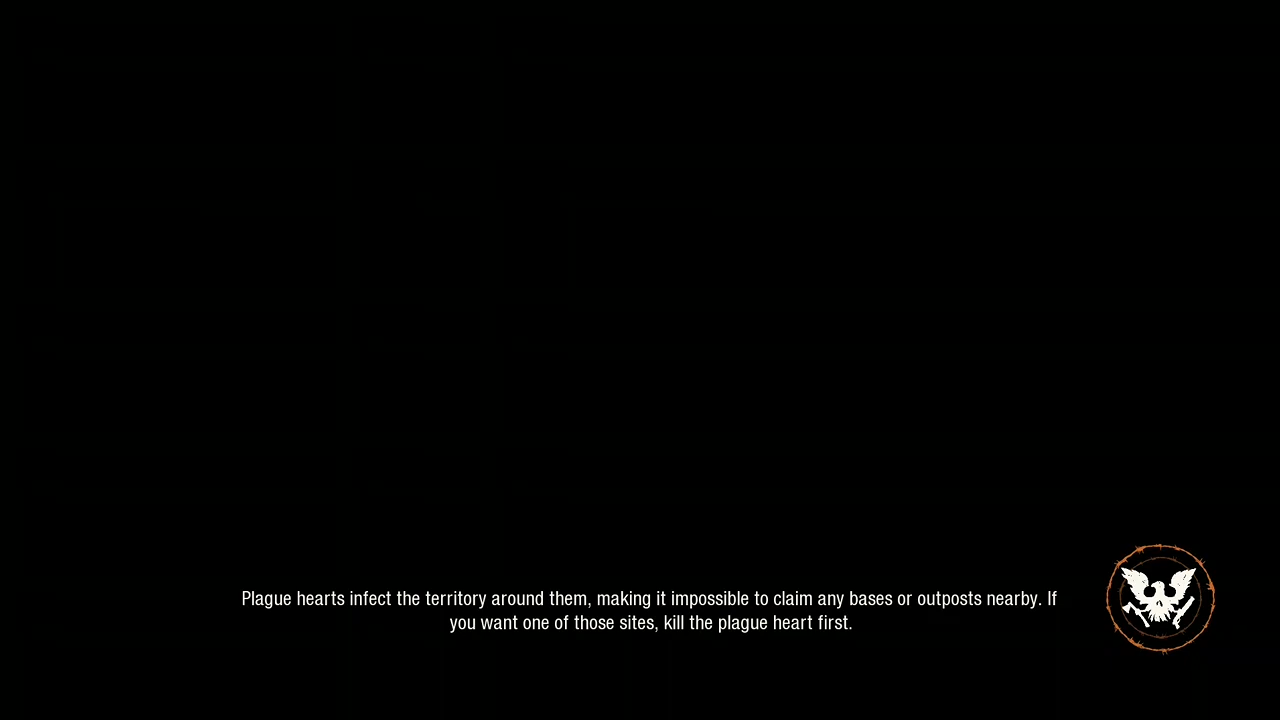 Plague hearts infect the territory around them, making it impossible to claim any bases or outposts nearby. If
you want one of those sites, kill the plague heart first.